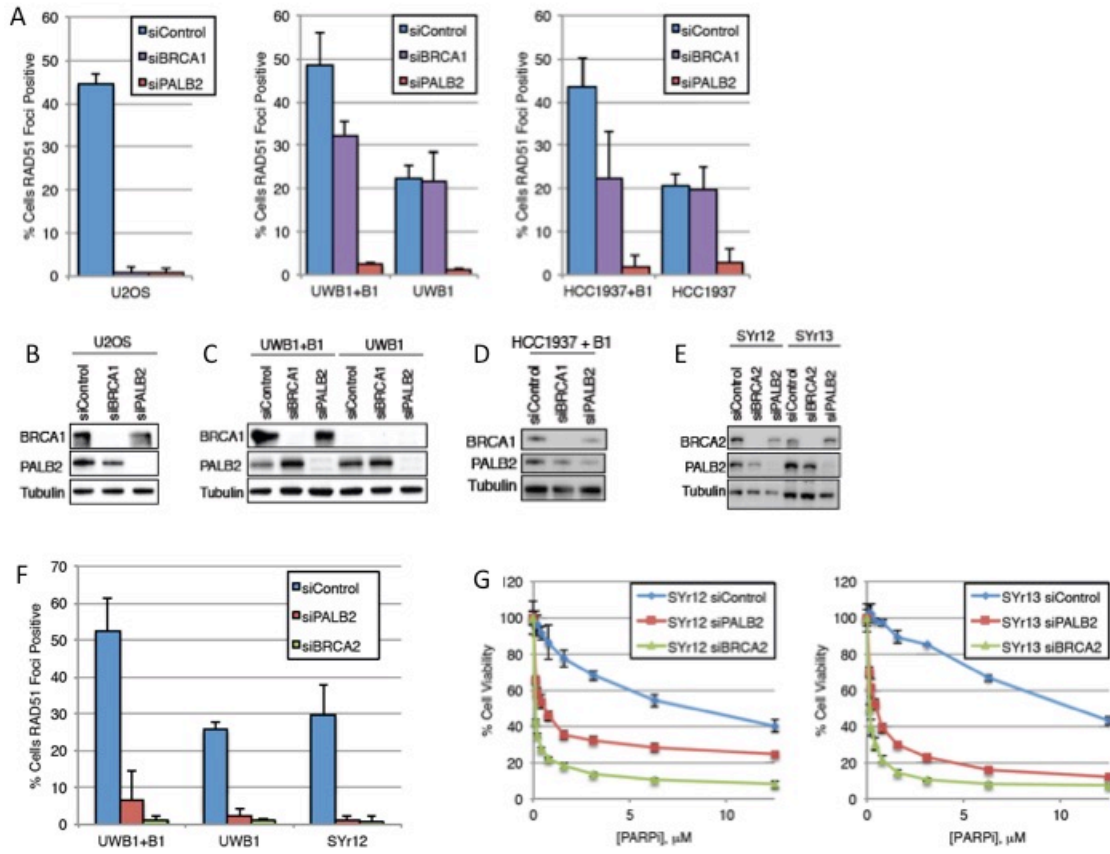 A
% Cells RAD51 Foci Positive
60
50
40
30
20
10
0
siControl
siBRCA1
siPALB2
U2OS
% Cells RAD51 Foci Positive
60
50
40
30
20
10
0
siControl
siBRCA1
siPALB2
UWB1+B1 UWB1
% Cells RAD51 Foci Positive
60
50
40
30
20
10
0
siControl
siBRCA1
siPALB2
HCC1937+B1 HCC1937
B
U2OS
siControl
siBRCA1
siPALB2
BRCA1
PALB2
Tubulin
C
UWB1+B1 UWB1
siControl
siBRCA1
siPALB2
siControl
siBRCA1
siPALB2
BRCA1
PALB2
Tubulin
D
HCC1937 + B1
siControl
siBRCA1
siPALB2
BRCA1
PALB2
Tubulin
E
SYr12 SYr13
siControl
siBRCA2
siPALB2
siControl
siBRCA2
siPALB2
BRCA2
PALB2
Tubulin
F
% Cells RAD51 Foci Positive
70
60
50
40
30
20
10
0
siControl
siPALB2
siBRCA2
UWB1+B1 UWB1 SYr12
G
% Cell Viability
120
100
80
60
40
20
0
SYr12 siControl
SYr12 siPALB2
SYr12 siBRCA2
0 5 10
[PARPi], μM
% Cell Viability
120
100
80
60
40
20
0
SYr13 siControl
SYr13 siPALB2
SYr13 siBRCA2
0 5 10
[PARPi], μM